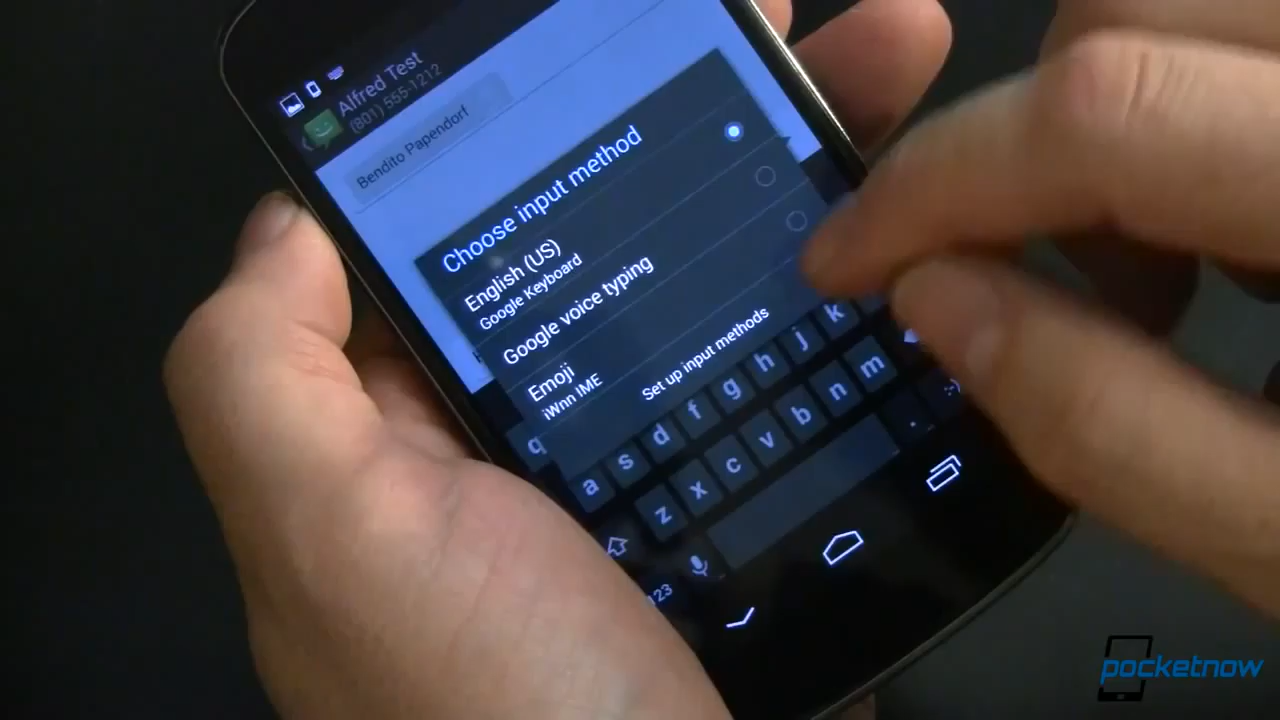 Alfred Test
(801) 555-1212
Bendito Papendorf
Choose input method
English (US)
Google Keyboard
Google voice typing
Emoji
iWnn IME
Set up input methods
q
a s d f g h j k
z x c v b n m
123 . :-)
pocketnow